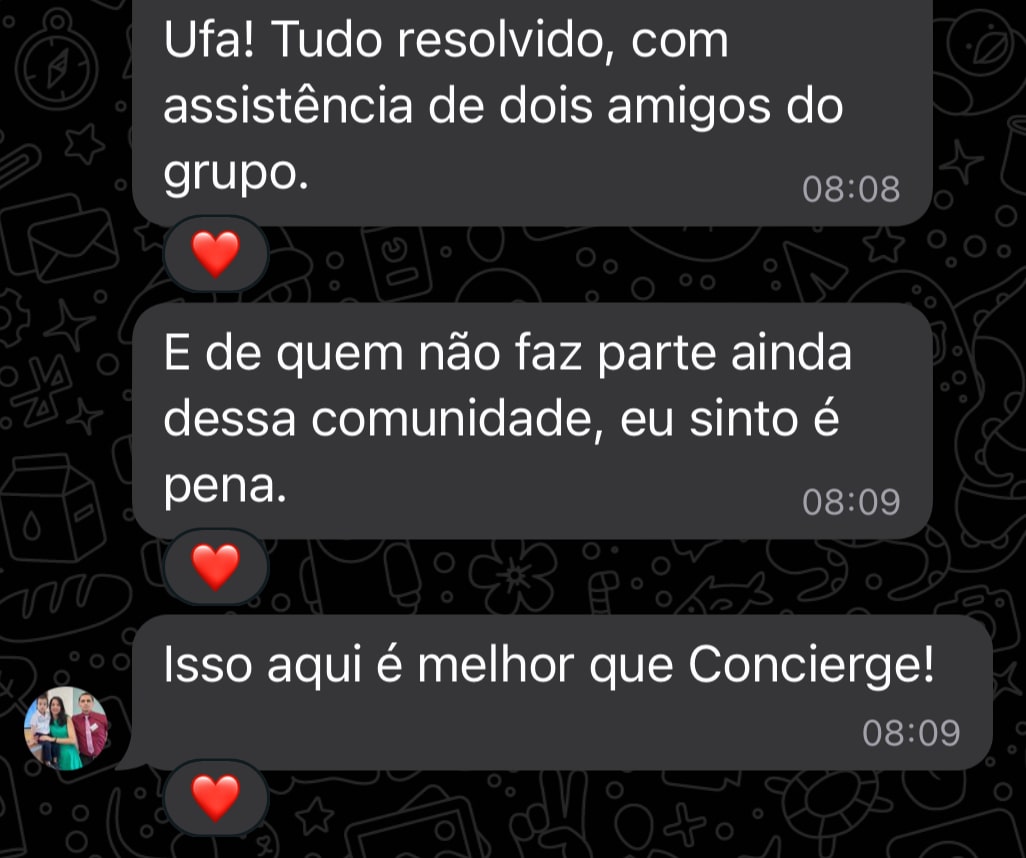 Ufa! Tudo resolvido, com
assistência de dois amigos do
grupo.
08:08
E de quem não faz parte ainda
dessa comunidade, eu sinto é
pena.
08:09
Isso aqui é melhor que Concierge!
08:09